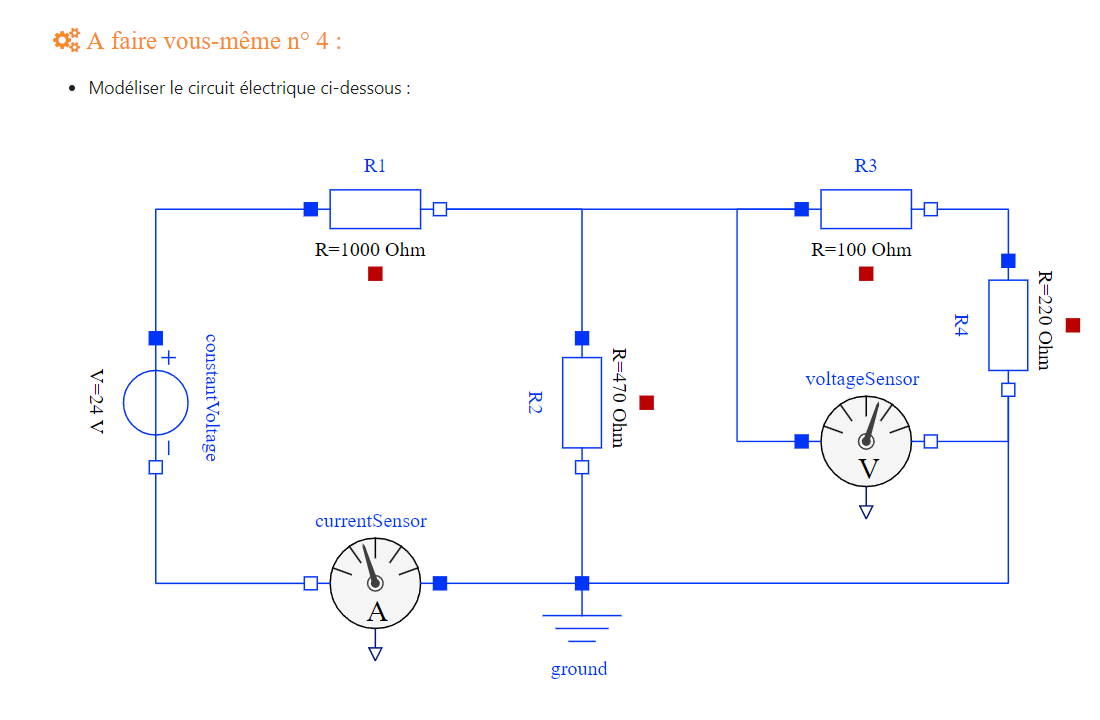 A faire vous-même n° 4 :
Modéliser le circuit électrique ci-dessous :
R1
R3
R=1000 Ohm
R=100 Ohm
R=220 Ohm
R4
constantVoltage
+
−
V=24 V
R=470 Ohm
R2
voltageSensor
V
currentSensor
A
ground